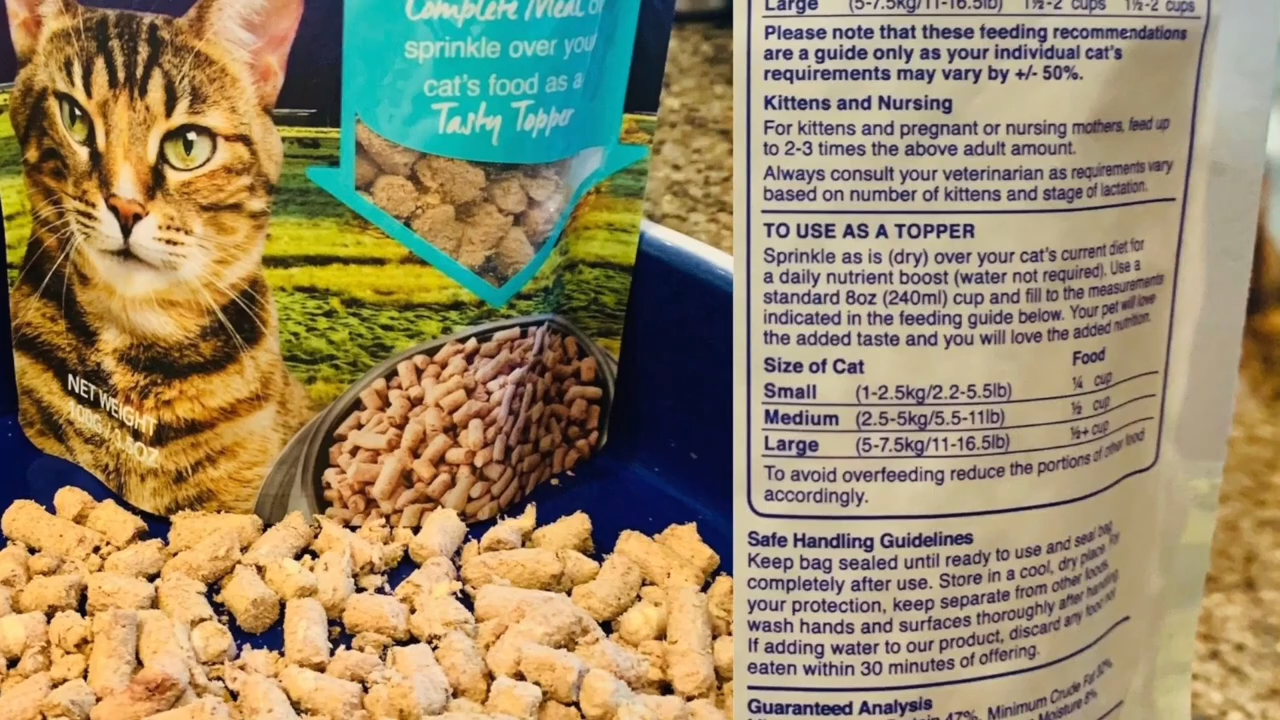 Complete Meal or
sprinkle over your
cat's food as a
Tasty Topper
NET WEIGHT
100G / 3.5OZ
Large (5-7.5kg/11-16.5lb) 1½-2 cups 1½-2 cups
Please note that these feeding recommendations
are a guide only as your individual cat's
requirements may vary by +/- 50%.
Kittens and Nursing
For kittens and pregnant or nursing mothers, feed up
to 2-3 times the above adult amount.
Always consult your veterinarian as requirements vary
based on number of kittens and stage of lactation.
TO USE AS A TOPPER
Sprinkle as is (dry) over your cat's current diet for
a daily nutrient boost (water not required). Use a
standard 8oz (240ml) cup and fill to the measurements
indicated in the feeding guide below. Your pet will love
the added taste and you will love the added nutrition.
Size of Cat Food
Small (1-2.5kg/2.2-5.5lb) ¼ cup
Medium (2.5-5kg/5.5-11lb) ½ cup
Large (5-7.5kg/11-16.5lb) ½+ cup
To avoid overfeeding reduce the portions of other food
accordingly.
Safe Handling Guidelines
Keep bag sealed until ready to use and seal bag
completely after use. Store in a cool, dry place. For
your protection, keep separate from other foods,
wash hands and surfaces thoroughly after handling
If adding water to our product, discard any food not
eaten within 30 minutes of offering.
Guaranteed Analysis
47%, Minimum Crude Fat 30%
Moisture 8%